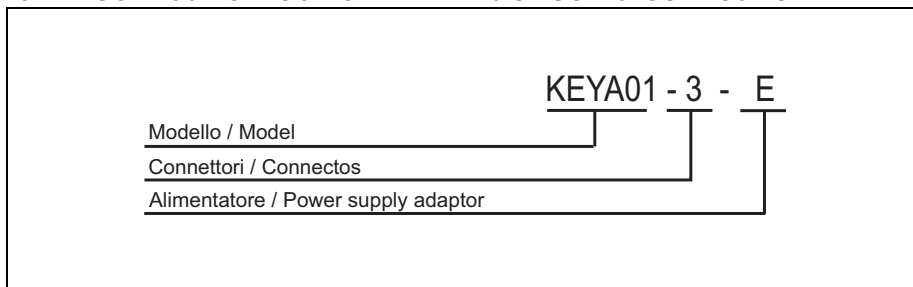 KEYA01 - 3 - E
Modello / Model
Connettori / Connectos
Alimentatore / Power supply adaptor